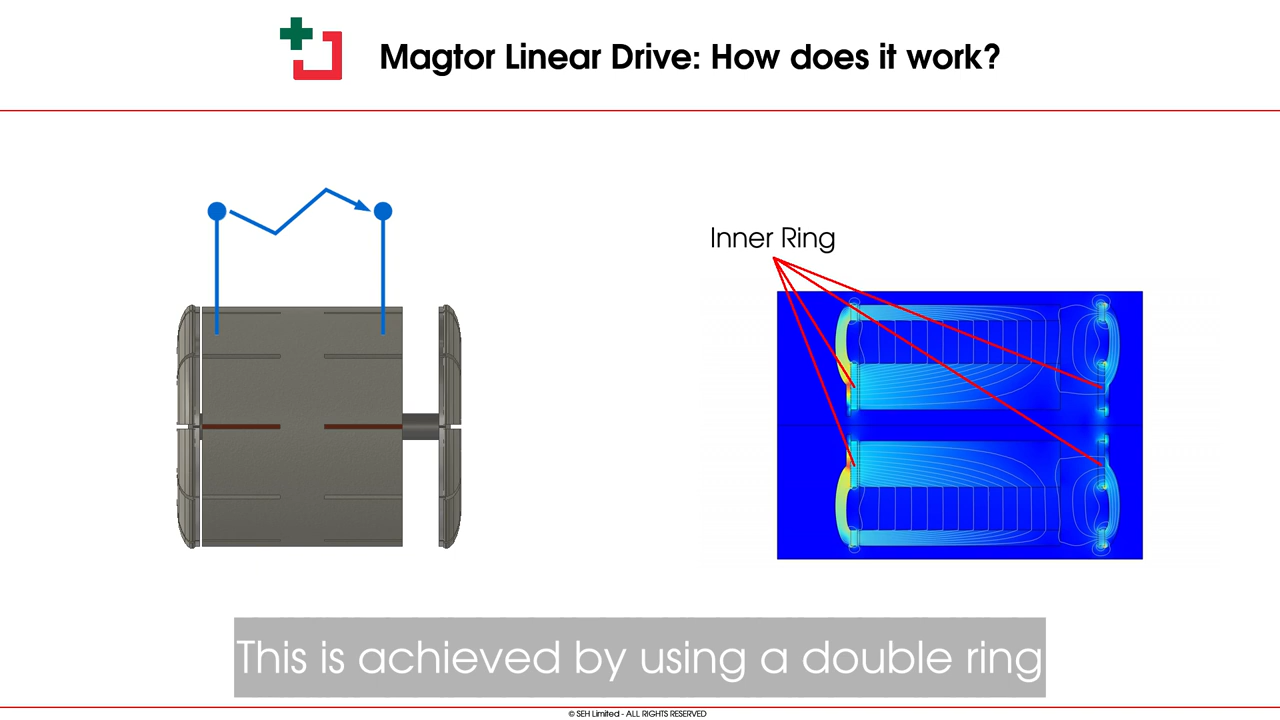 Magtor Linear Drive: How does it work?
Inner Ring
This is achieved by using a double ring
© SEH Limited - ALL RIGHTS RESERVED